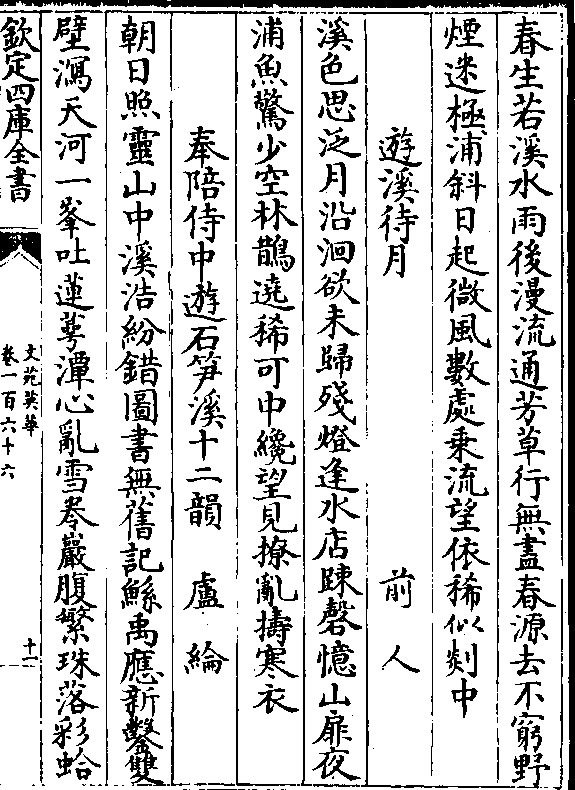 春生若溪水雨後漫流通芳草行無盡春源去不窮野
煙迷極浦斜日起微風數處乗流望依稀似剡中
遊溪待月　前人
溪色思泛月沿洄欲未歸殘燈逢水店疎磬憶山扉夜
浦魚驚少空林鵲遶稀可中纔望見撩亂擣寒衣
奉陪侍中遊石笋溪十二韻　盧綸
朝日照靈山中溪浩紛錯圖書無舊記鯀禹應新鑿雙
壁瀉天河一峯吐蓮萼潭心亂雪卷巖腹繁珠落彩蛤
欽定四庫全書
文苑英華
卷一百六十六
十一